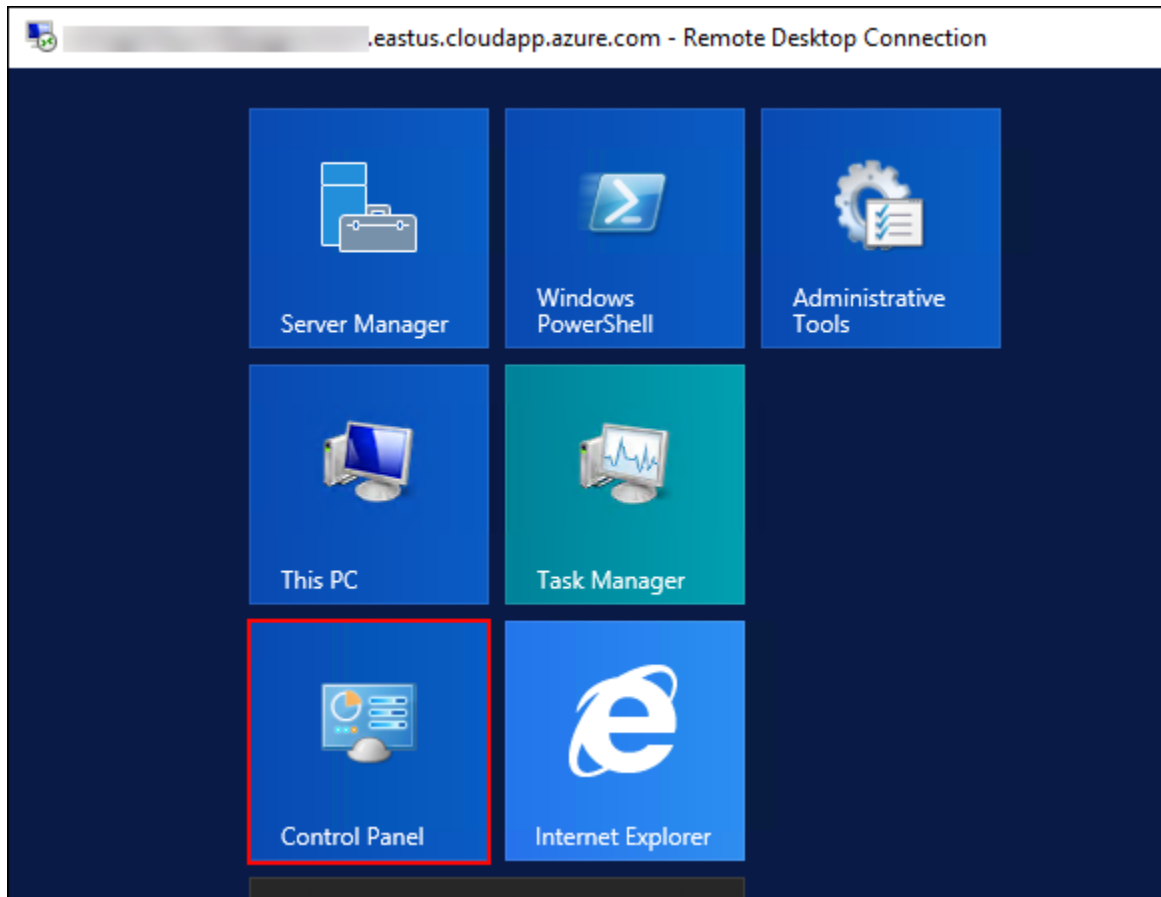 .eastus.cloudapp.azure.com - Remote Desktop Connection
Server Manager
Windows
PowerShell
Administrative
Tools
This PC
Task Manager
Control Panel
Internet Explorer